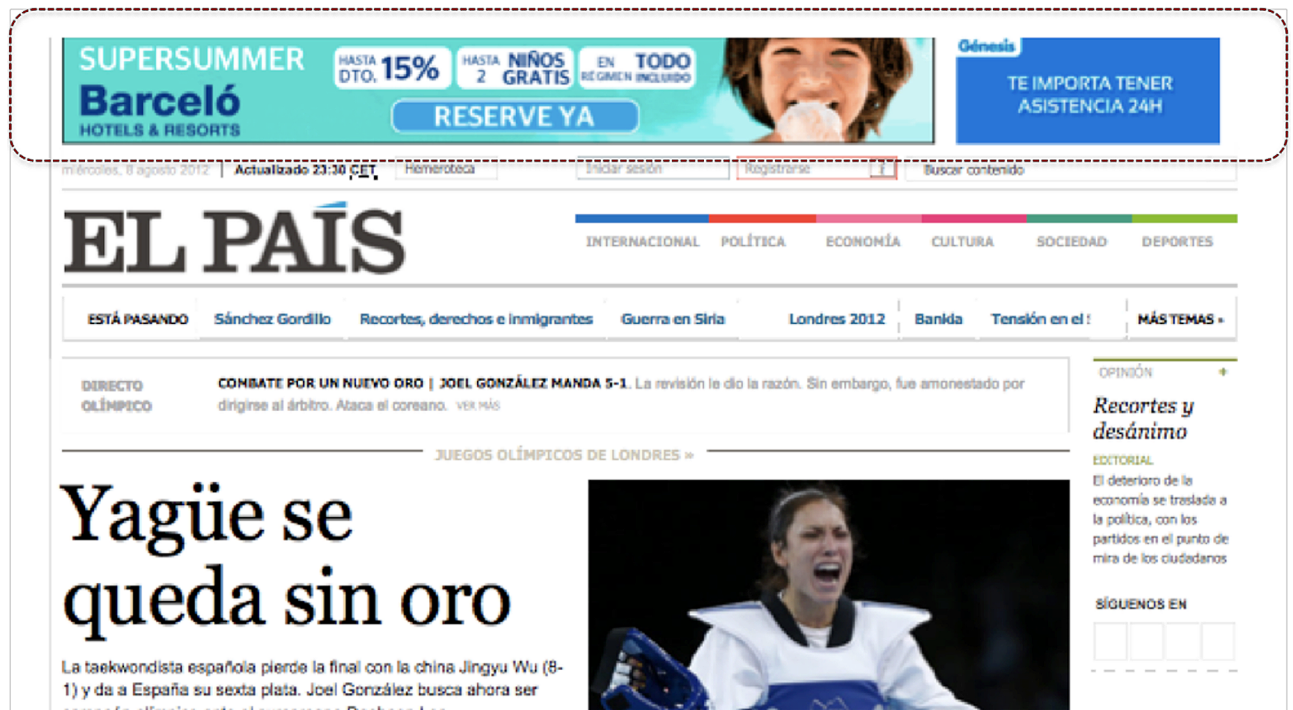 SUPERSUMMER
Barceló
HOTELS & RESORTS
HASTA 15%
DTO.
HASTA NIÑOS
2 GRATIS
EN TODO
RÉGIMEN INCLUIDO
RESERVE YA
Génesis
TE IMPORTA TENER
ASISTENCIA 24H
miércoles, 8 agosto 2012 | Actualizado 23:30 CET
Hemeroteca
Iniciar sesión
Registrarse
Buscar contenido
EL PAÍS
INTERNACIONAL POLÍTICA ECONOMÍA CULTURA SOCIEDAD DEPORTES
ESTÁ PASANDO Sánchez Gordillo Recortes, derechos e inmigrantes Guerra en Siria Londres 2012 Bankia Tensión en el MÁS TEMAS »
DIRECTO
OLÍMPICO
COMBATE POR UN NUEVO ORO | JOEL GONZÁLEZ MANDA 5-1. La revisión le dio la razón. Sin embargo, fue amonestado por
dirigirse al árbitro. Ataca el coreano. VER MÁS
JUEGOS OLÍMPICOS DE LONDRES »
Yagüe se
queda sin oro
La taekwondista española pierde la final con la china Jingyu Wu (8-
1) y da a España su sexta plata. Joel González busca ahora ser
OPINIÓN +
Recortes y
desánimo
EDITORIAL
El deterioro de la
economía se traslada a
la política, con los
partidos en el punto de
mira de los ciudadanos
SÍGUENOS EN